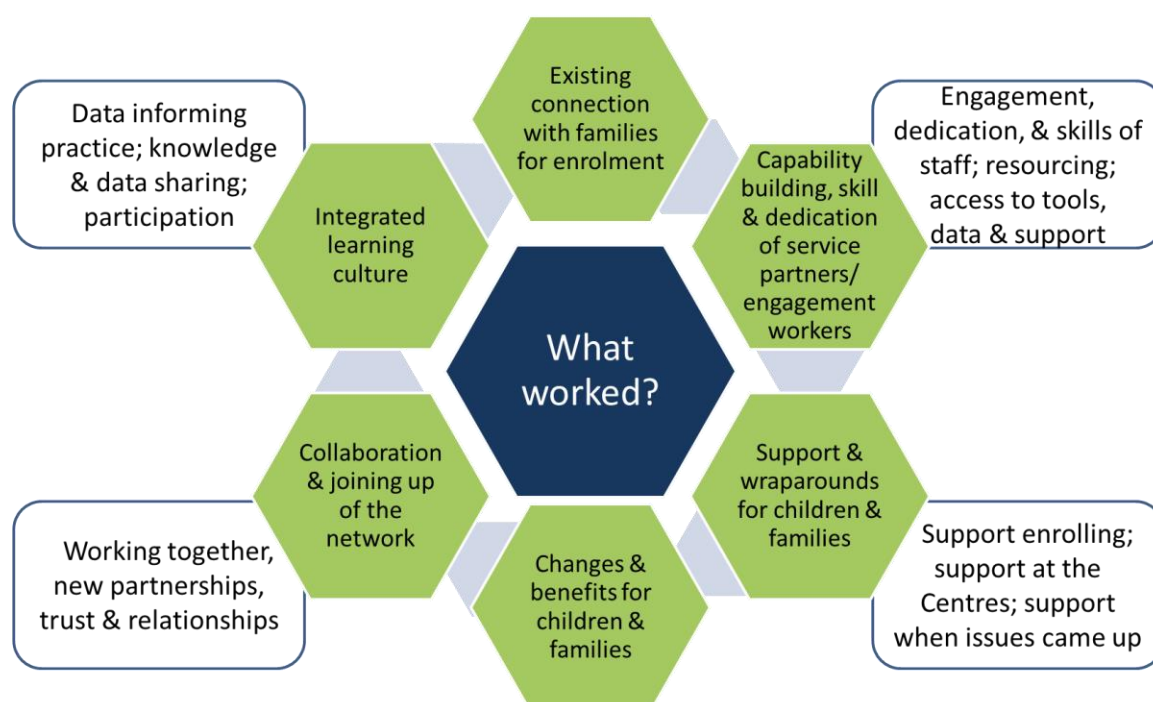 Existing
connection
with families
for enrolment
Data informing
practice; knowledge
& data sharing;
participation
Engagement,
dedication, & skills of
staff; resourcing;
access to tools,
data & support
Integrated
learning
culture
Capability
building, skill
& dedication
of service
partners/
engagement
workers
What
worked?
Collaboration
& joining up
of the
network
Support &
wraparounds
for children &
families
Working together,
new partnerships,
trust & relationships
Changes &
benefits for
children &
families
Support enrolling;
support at the
Centres; support
when issues came up